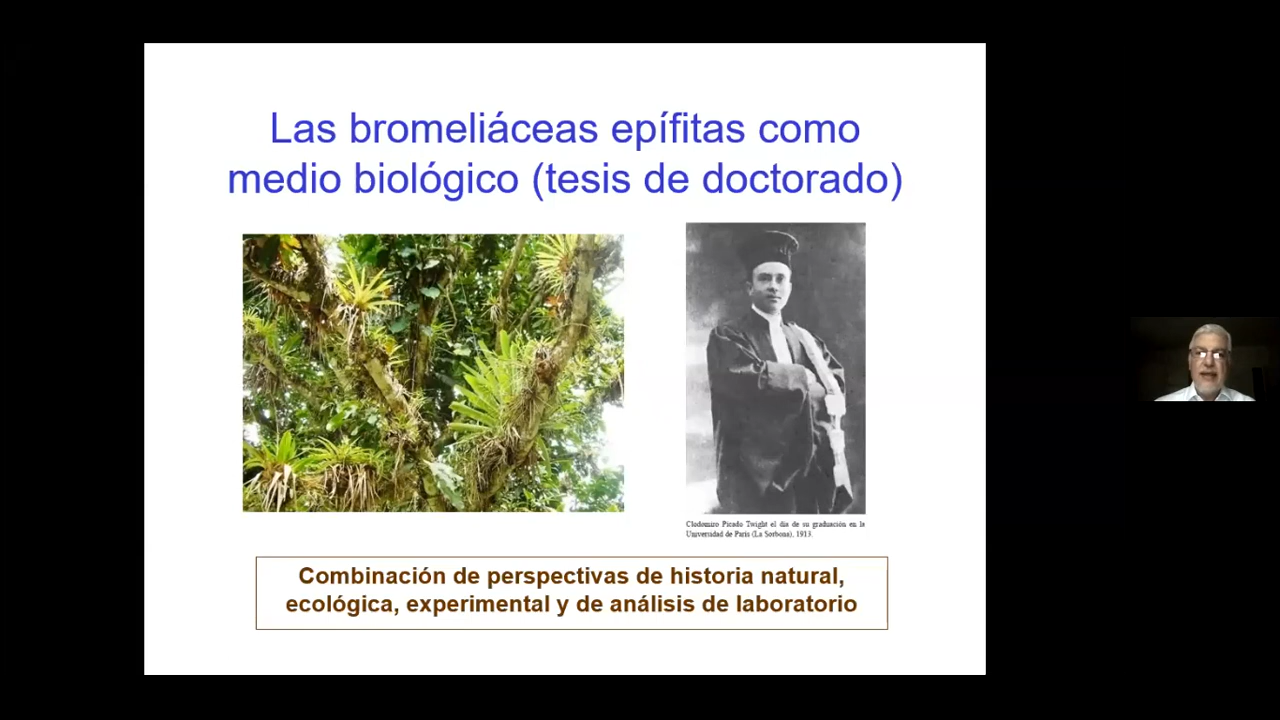 Las bromeliáceas epífitas como
medio biológico (tesis de doctorado)
Clodomiro Picado Twight el día de su graduación en la
Universidad de París (La Sorbona), 1913.
Combinación de perspectivas de historia natural,
ecológica, experimental y de análisis de laboratorio